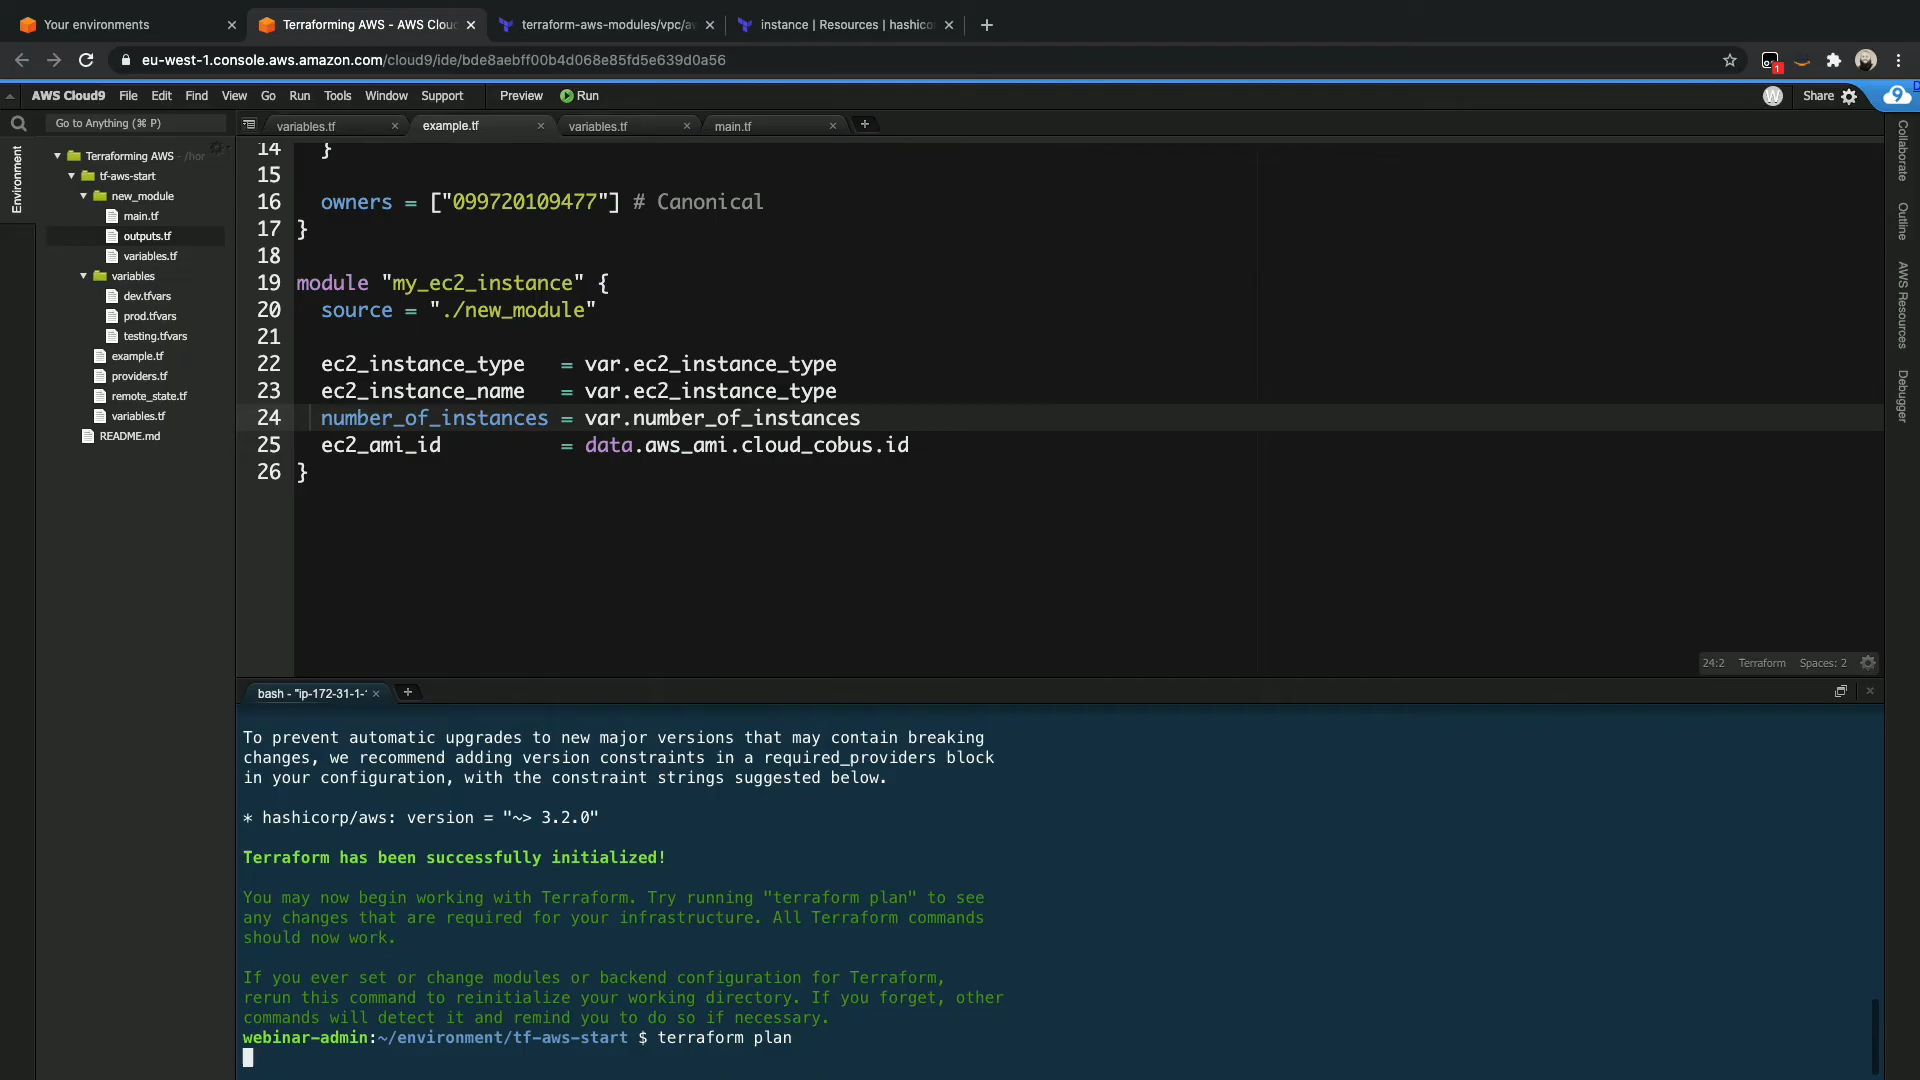 Your environments
Terraforming AWS - AWS Clou
terraform-aws-modules/vpc/a
instance | Resources | hashico
eu-west-1.console.aws.amazon.com/cloud9/ide/bde8aebff00b4d068e85fd5e639d0a56
1
AWS Cloud9 File Edit Find View Go Run Tools Window Support Preview Run
W Share 9
Go to Anything (⌘ P)
variables.tf
example.tf
variables.tf
main.tf
Environment
Terraforming AWS - /hor
tf-aws-start
new_module
main.tf
outputs.tf
variables.tf
variables
dev.tfvars
prod.tfvars
testing.tfvars
example.tf
providers.tf
remote_state.tf
variables.tf
README.md
14 }
15
16 owners = ["099720109477"] # Canonical
17 }
18
19 module "my_ec2_instance" {
20 source = "./new_module"
21
22 ec2_instance_type = var.ec2_instance_type
23 ec2_instance_name = var.ec2_instance_type
24 number_of_instances = var.number_of_instances
25 ec2_ami_id = data.aws_ami.cloud_cobus.id
26 }
24:2 Terraform Spaces: 2
Collaborate
Outline
AWS Resources
Debugger
bash - "ip-172-31-1-
To prevent automatic upgrades to new major versions that may contain breaking
changes, we recommend adding version constraints in a required_providers block
in your configuration, with the constraint strings suggested below.
* hashicorp/aws: version = "~> 3.2.0"
Terraform has been successfully initialized!
You may now begin working with Terraform. Try running "terraform plan" to see
any changes that are required for your infrastructure. All Terraform commands
should now work.
If you ever set or change modules or backend configuration for Terraform,
rerun this command to reinitialize your working directory. If you forget, other
commands will detect it and remind you to do so if necessary.
webinar-admin:~/environment/tf-aws-start $ terraform plan